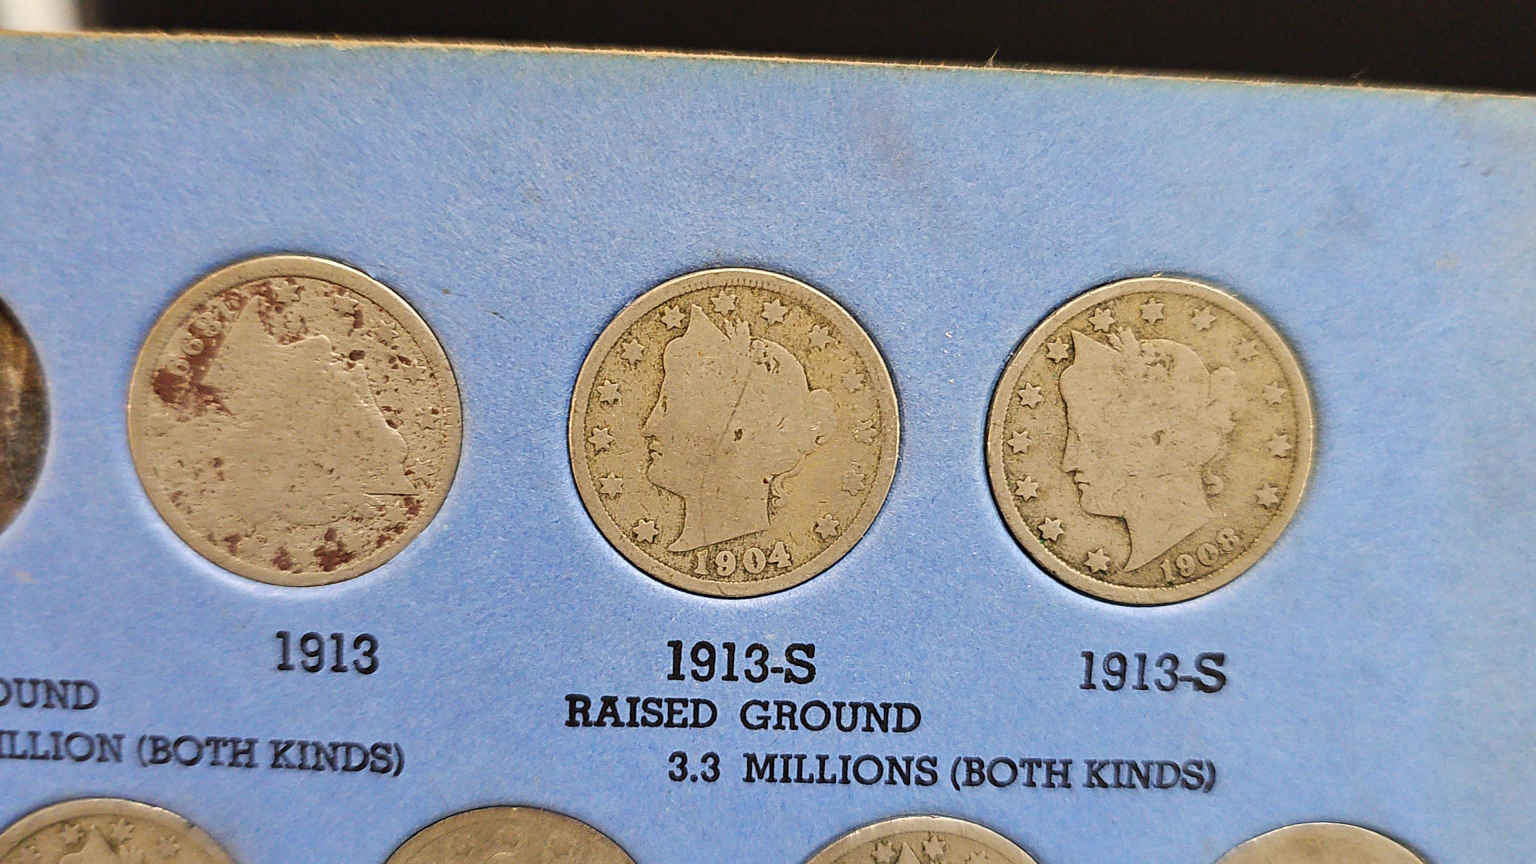 1904
1908
1913
1913-S
1913-S
OUND
RAISED GROUND
ILLION (BOTH KINDS)
3.3 MILLIONS (BOTH KINDS)